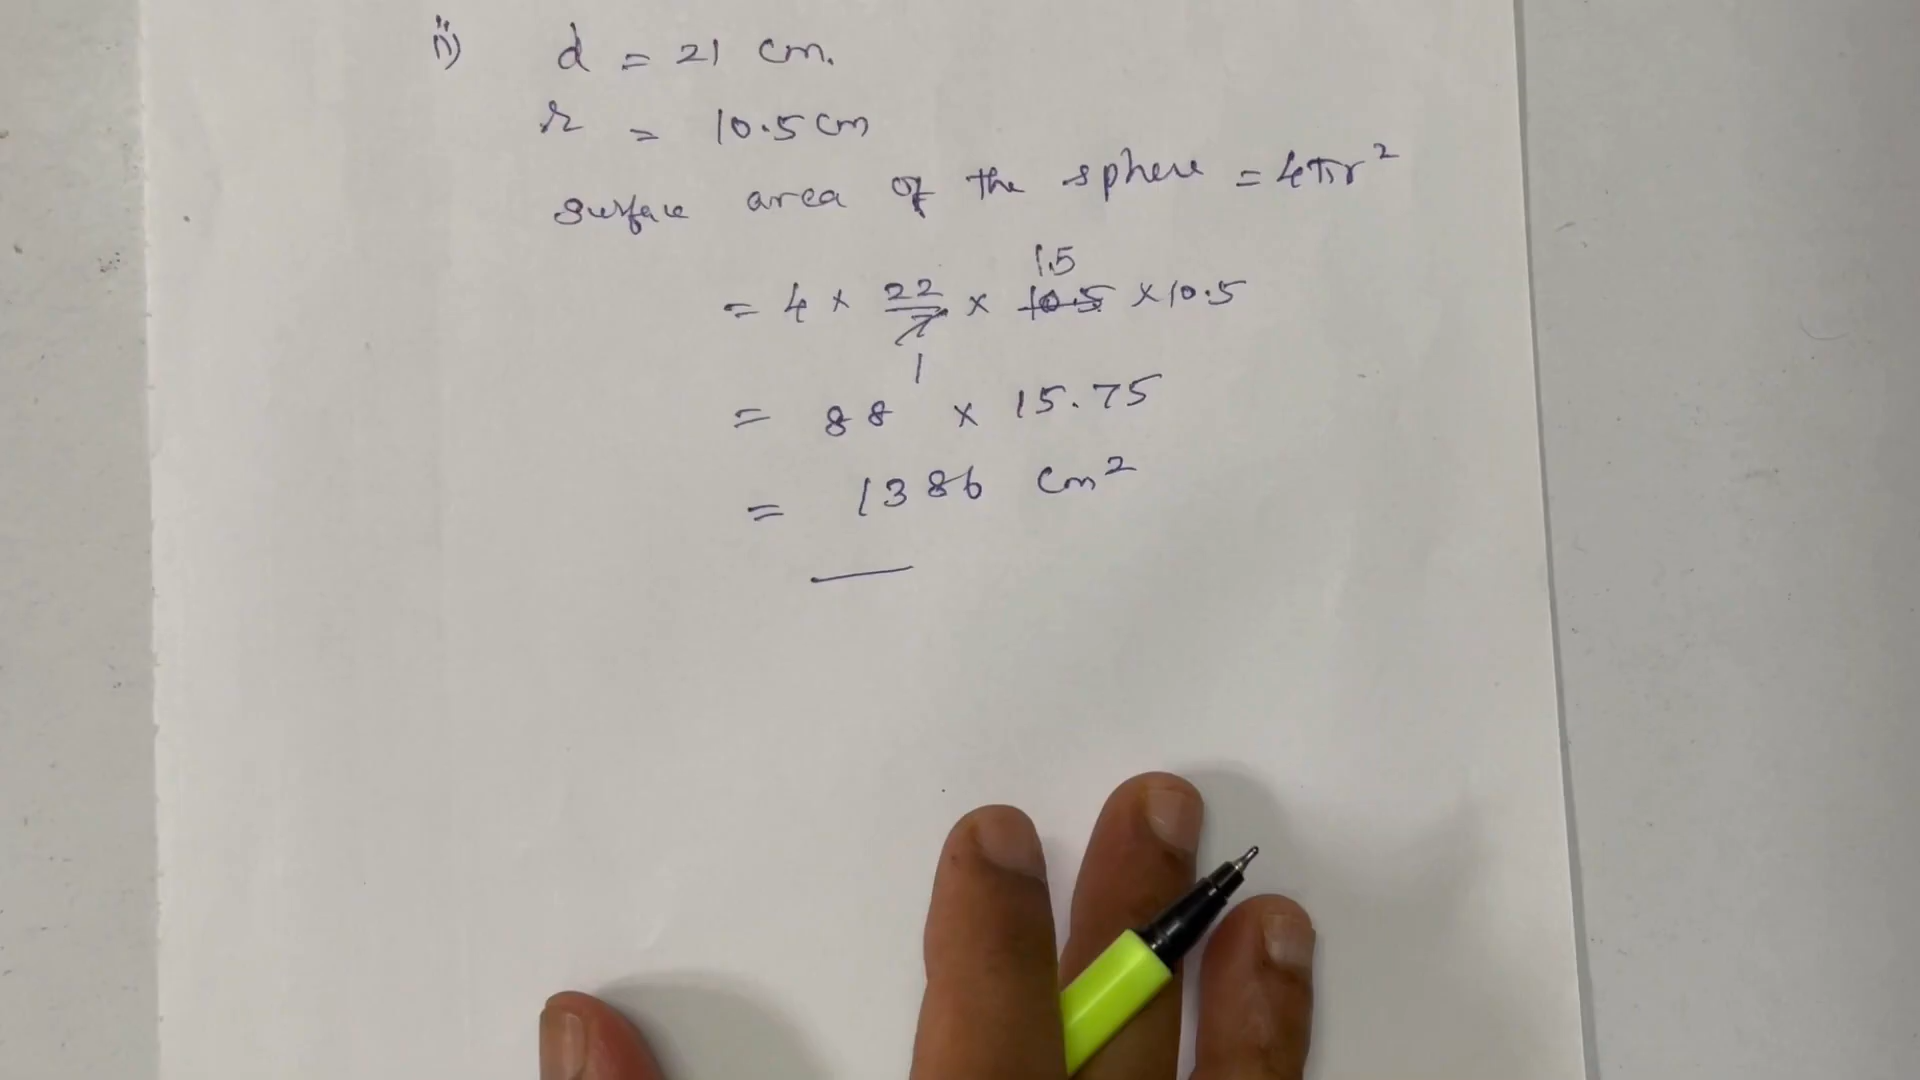 ii) d = 21 cm.
r = 10.5 cm
surface area of the sphere = 4πr²
1.5
= 4 × 22/7 × 10.5 × 10.5
1
= 88 × 15.75
= 1386 cm²